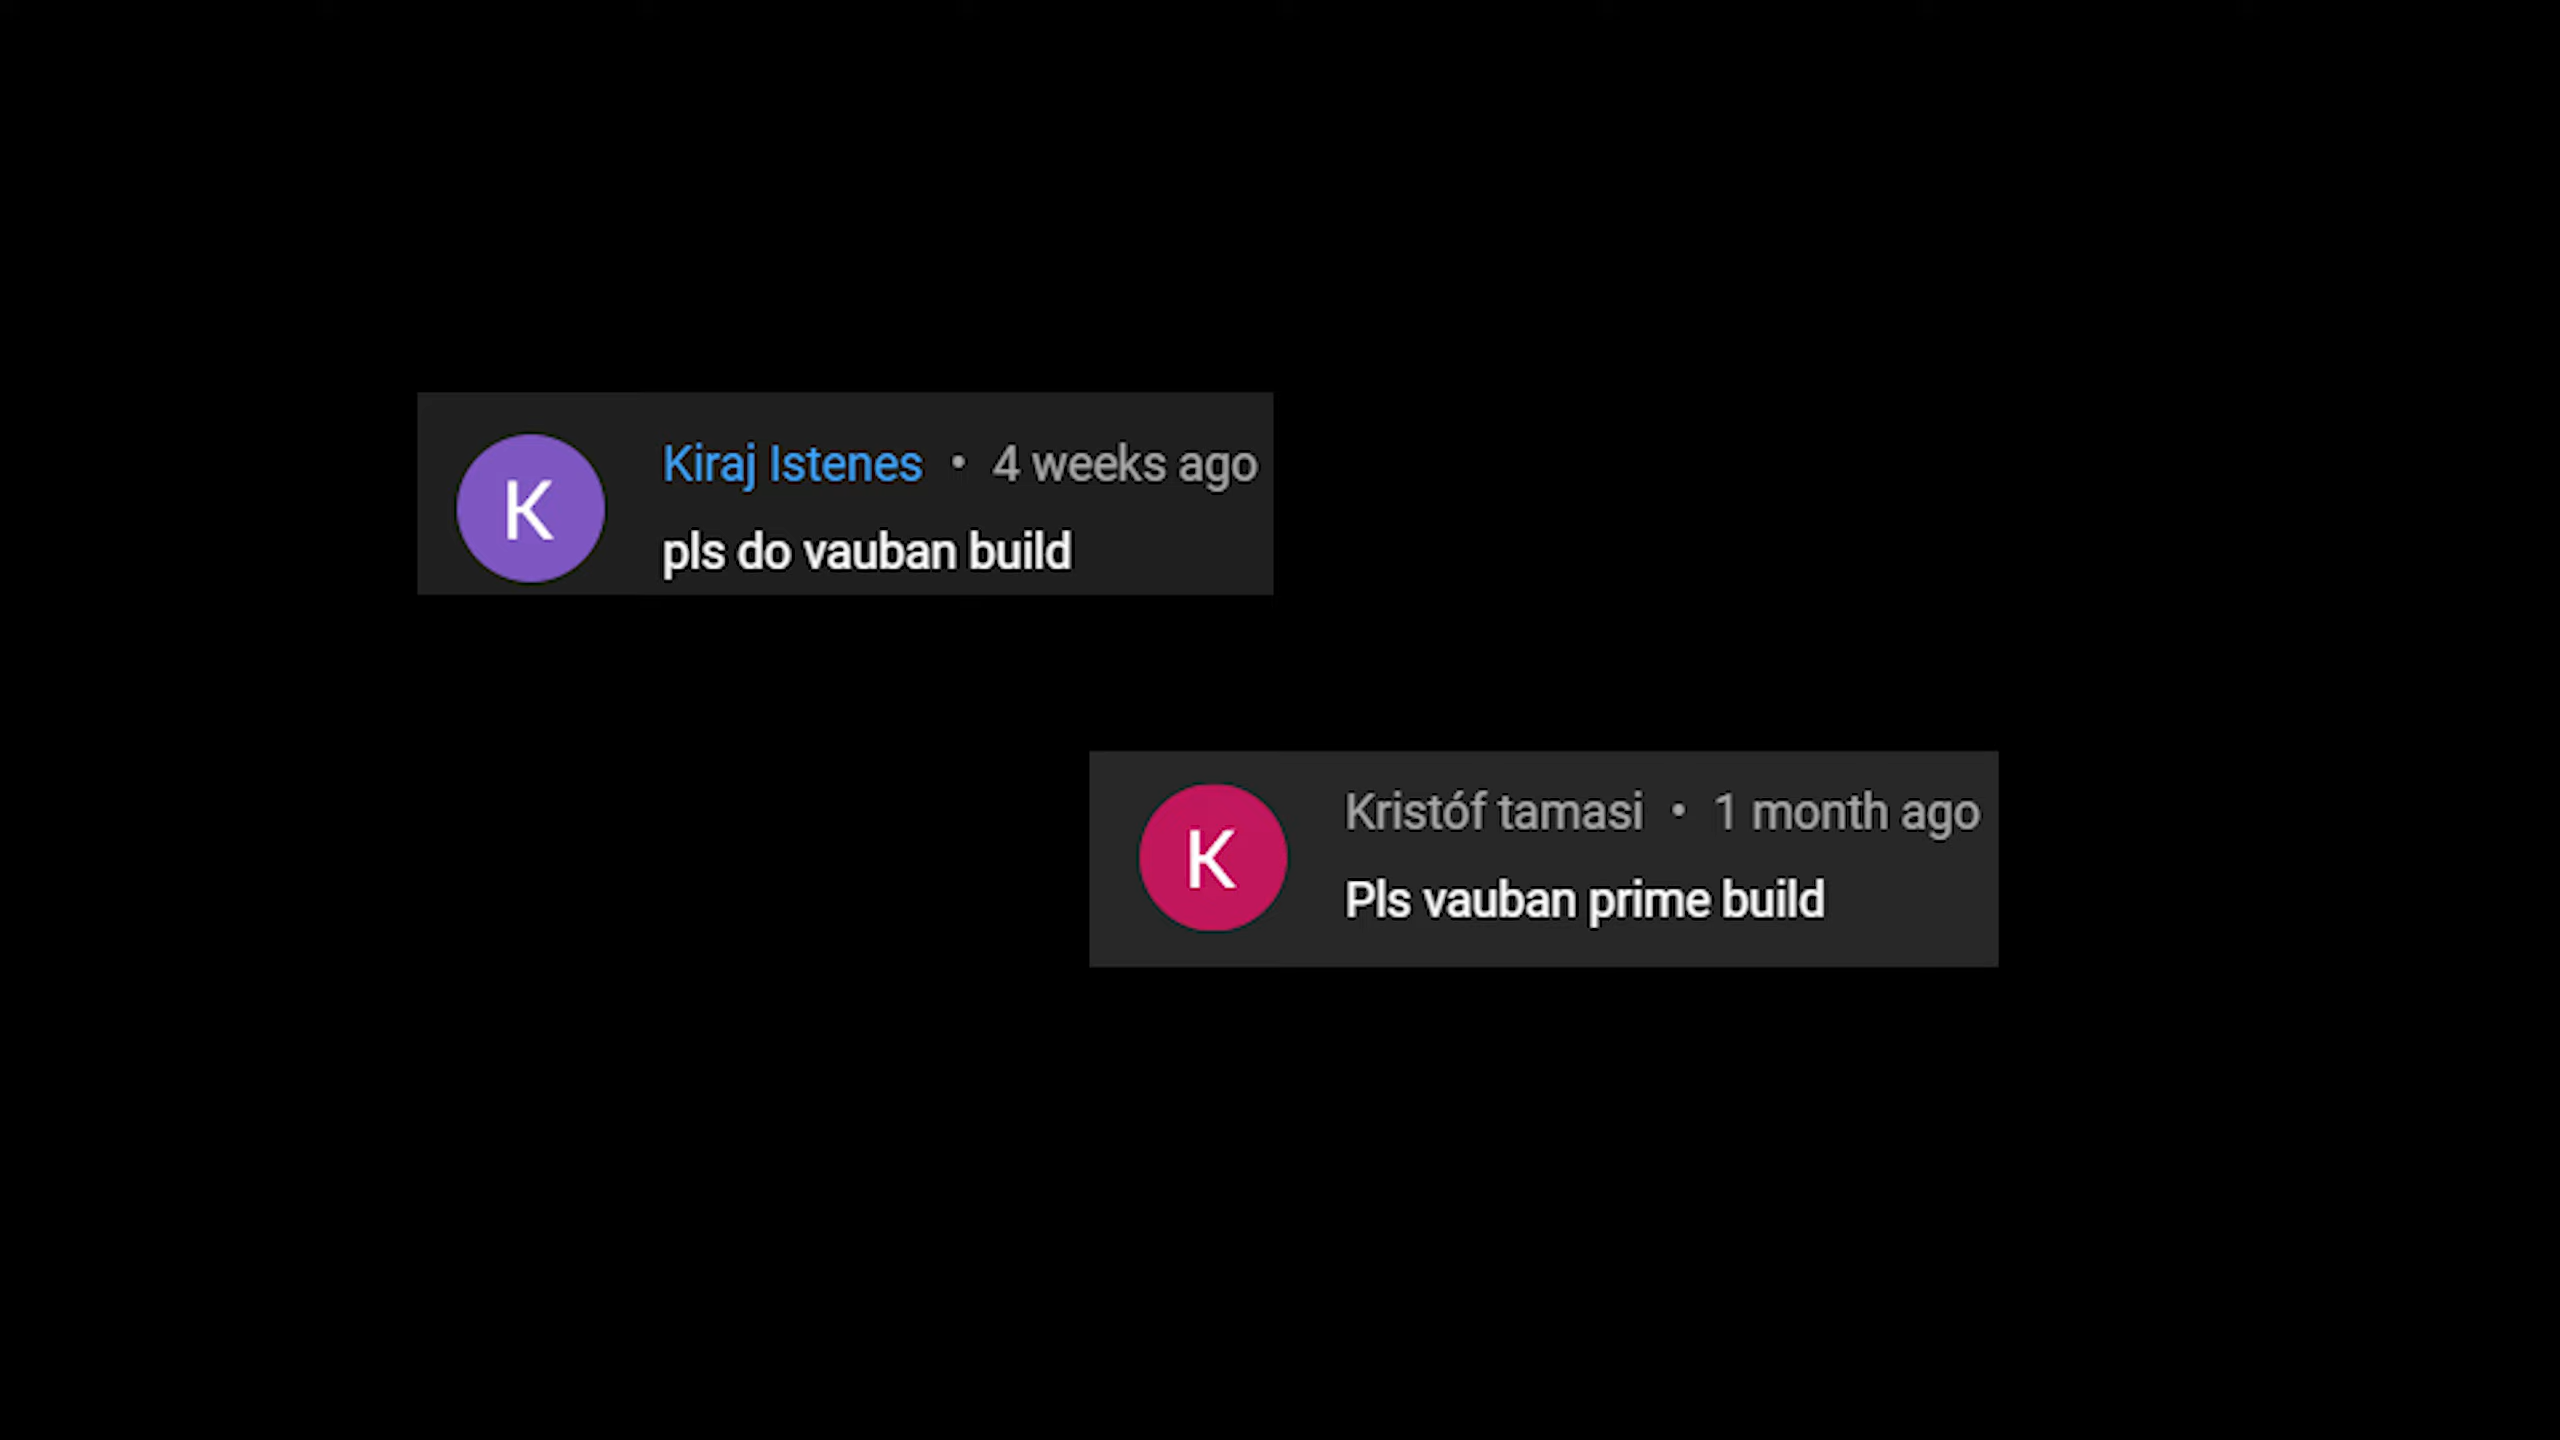 K
Kiraj Istenes • 4 weeks ago
pls do vauban build
K
Kristóf tamasi • 1 month ago
Pls vauban prime build